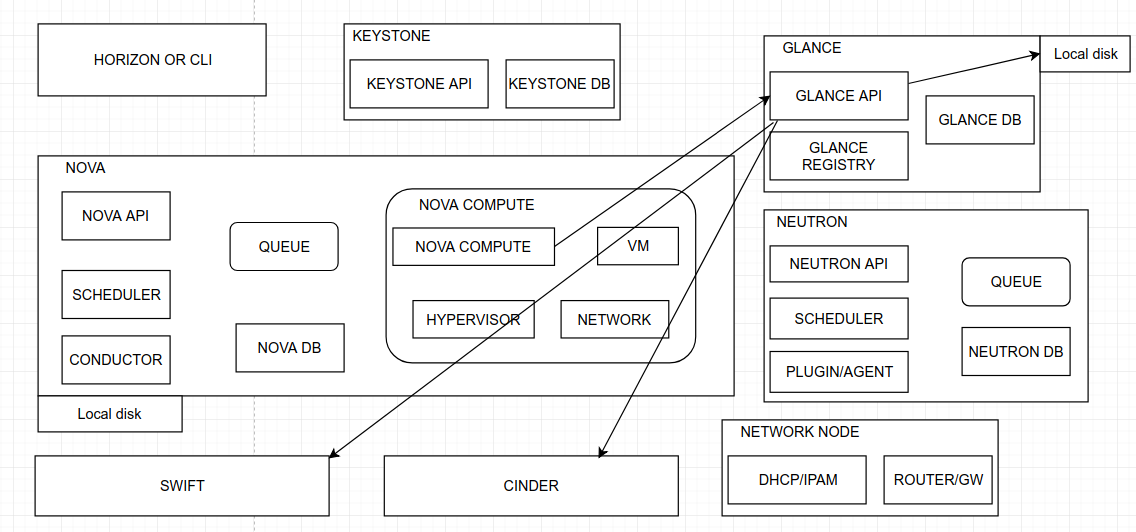 HORIZON OR CLI
KEYSTONE
KEYSTONE API
KEYSTONE DB
GLANCE
Local disk
GLANCE API
GLANCE DB
GLANCE
REGISTRY
NOVA
NOVA API
QUEUE
SCHEDULER
CONDUCTOR
NOVA DB
Local disk
NOVA COMPUTE
NOVA COMPUTE
VM
HYPERVISOR
NETWORK
NEUTRON
NEUTRON API
QUEUE
SCHEDULER
NEUTRON DB
PLUGIN/AGENT
SWIFT
CINDER
NETWORK NODE
DHCP/IPAM
ROUTER/GW